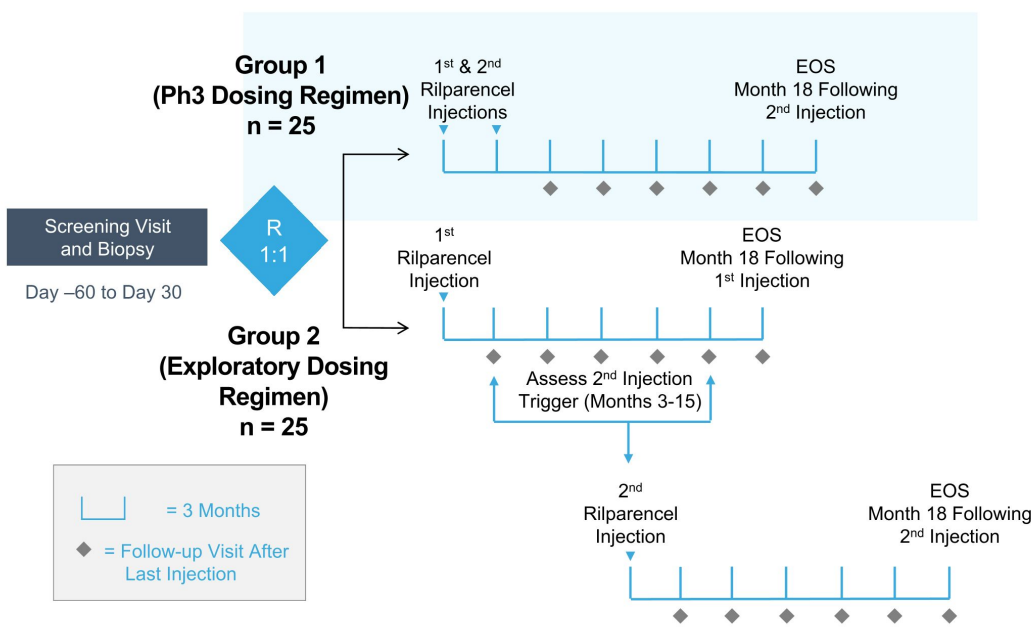 Group 1
(Ph3 Dosing Regimen)
n = 25
1st & 2nd
Rilparencel
Injections
EOS
Month 18 Following
2nd Injection
Screening Visit
and Biopsy
Day –60 to Day 30
R
1:1
1st
Rilparencel
Injection
EOS
Month 18 Following
1st Injection
Group 2
(Exploratory Dosing
Regimen)
n = 25
Assess 2nd Injection
Trigger (Months 3-15)
2nd
Rilparencel
Injection
EOS
Month 18 Following
2nd Injection
= 3 Months
= Follow-up Visit After
Last Injection